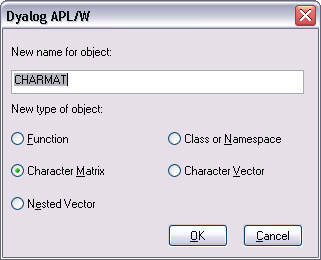 Dyalog APL/W
New name for object:
CHARMAT
New type of object:
Function
Class or Namespace
Character Matrix
Character Vector
Nested Vector
OK
Cancel